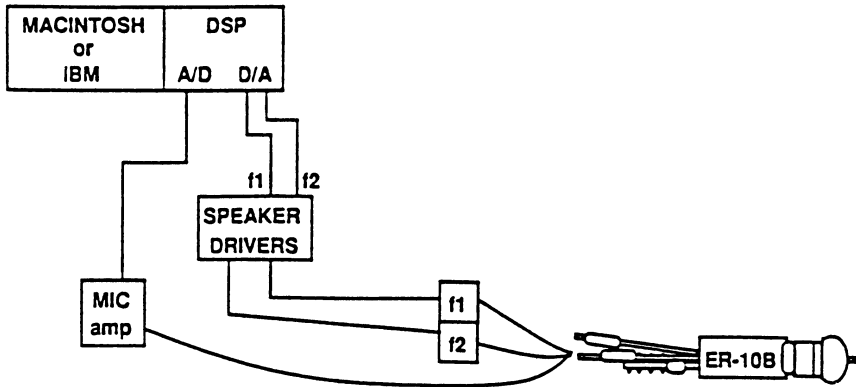 MACINTOSH
or
IBM
DSP
A/D D/A
f1 f2
SPEAKER
DRIVERS
MIC
amp
f1
f2
ER-10B